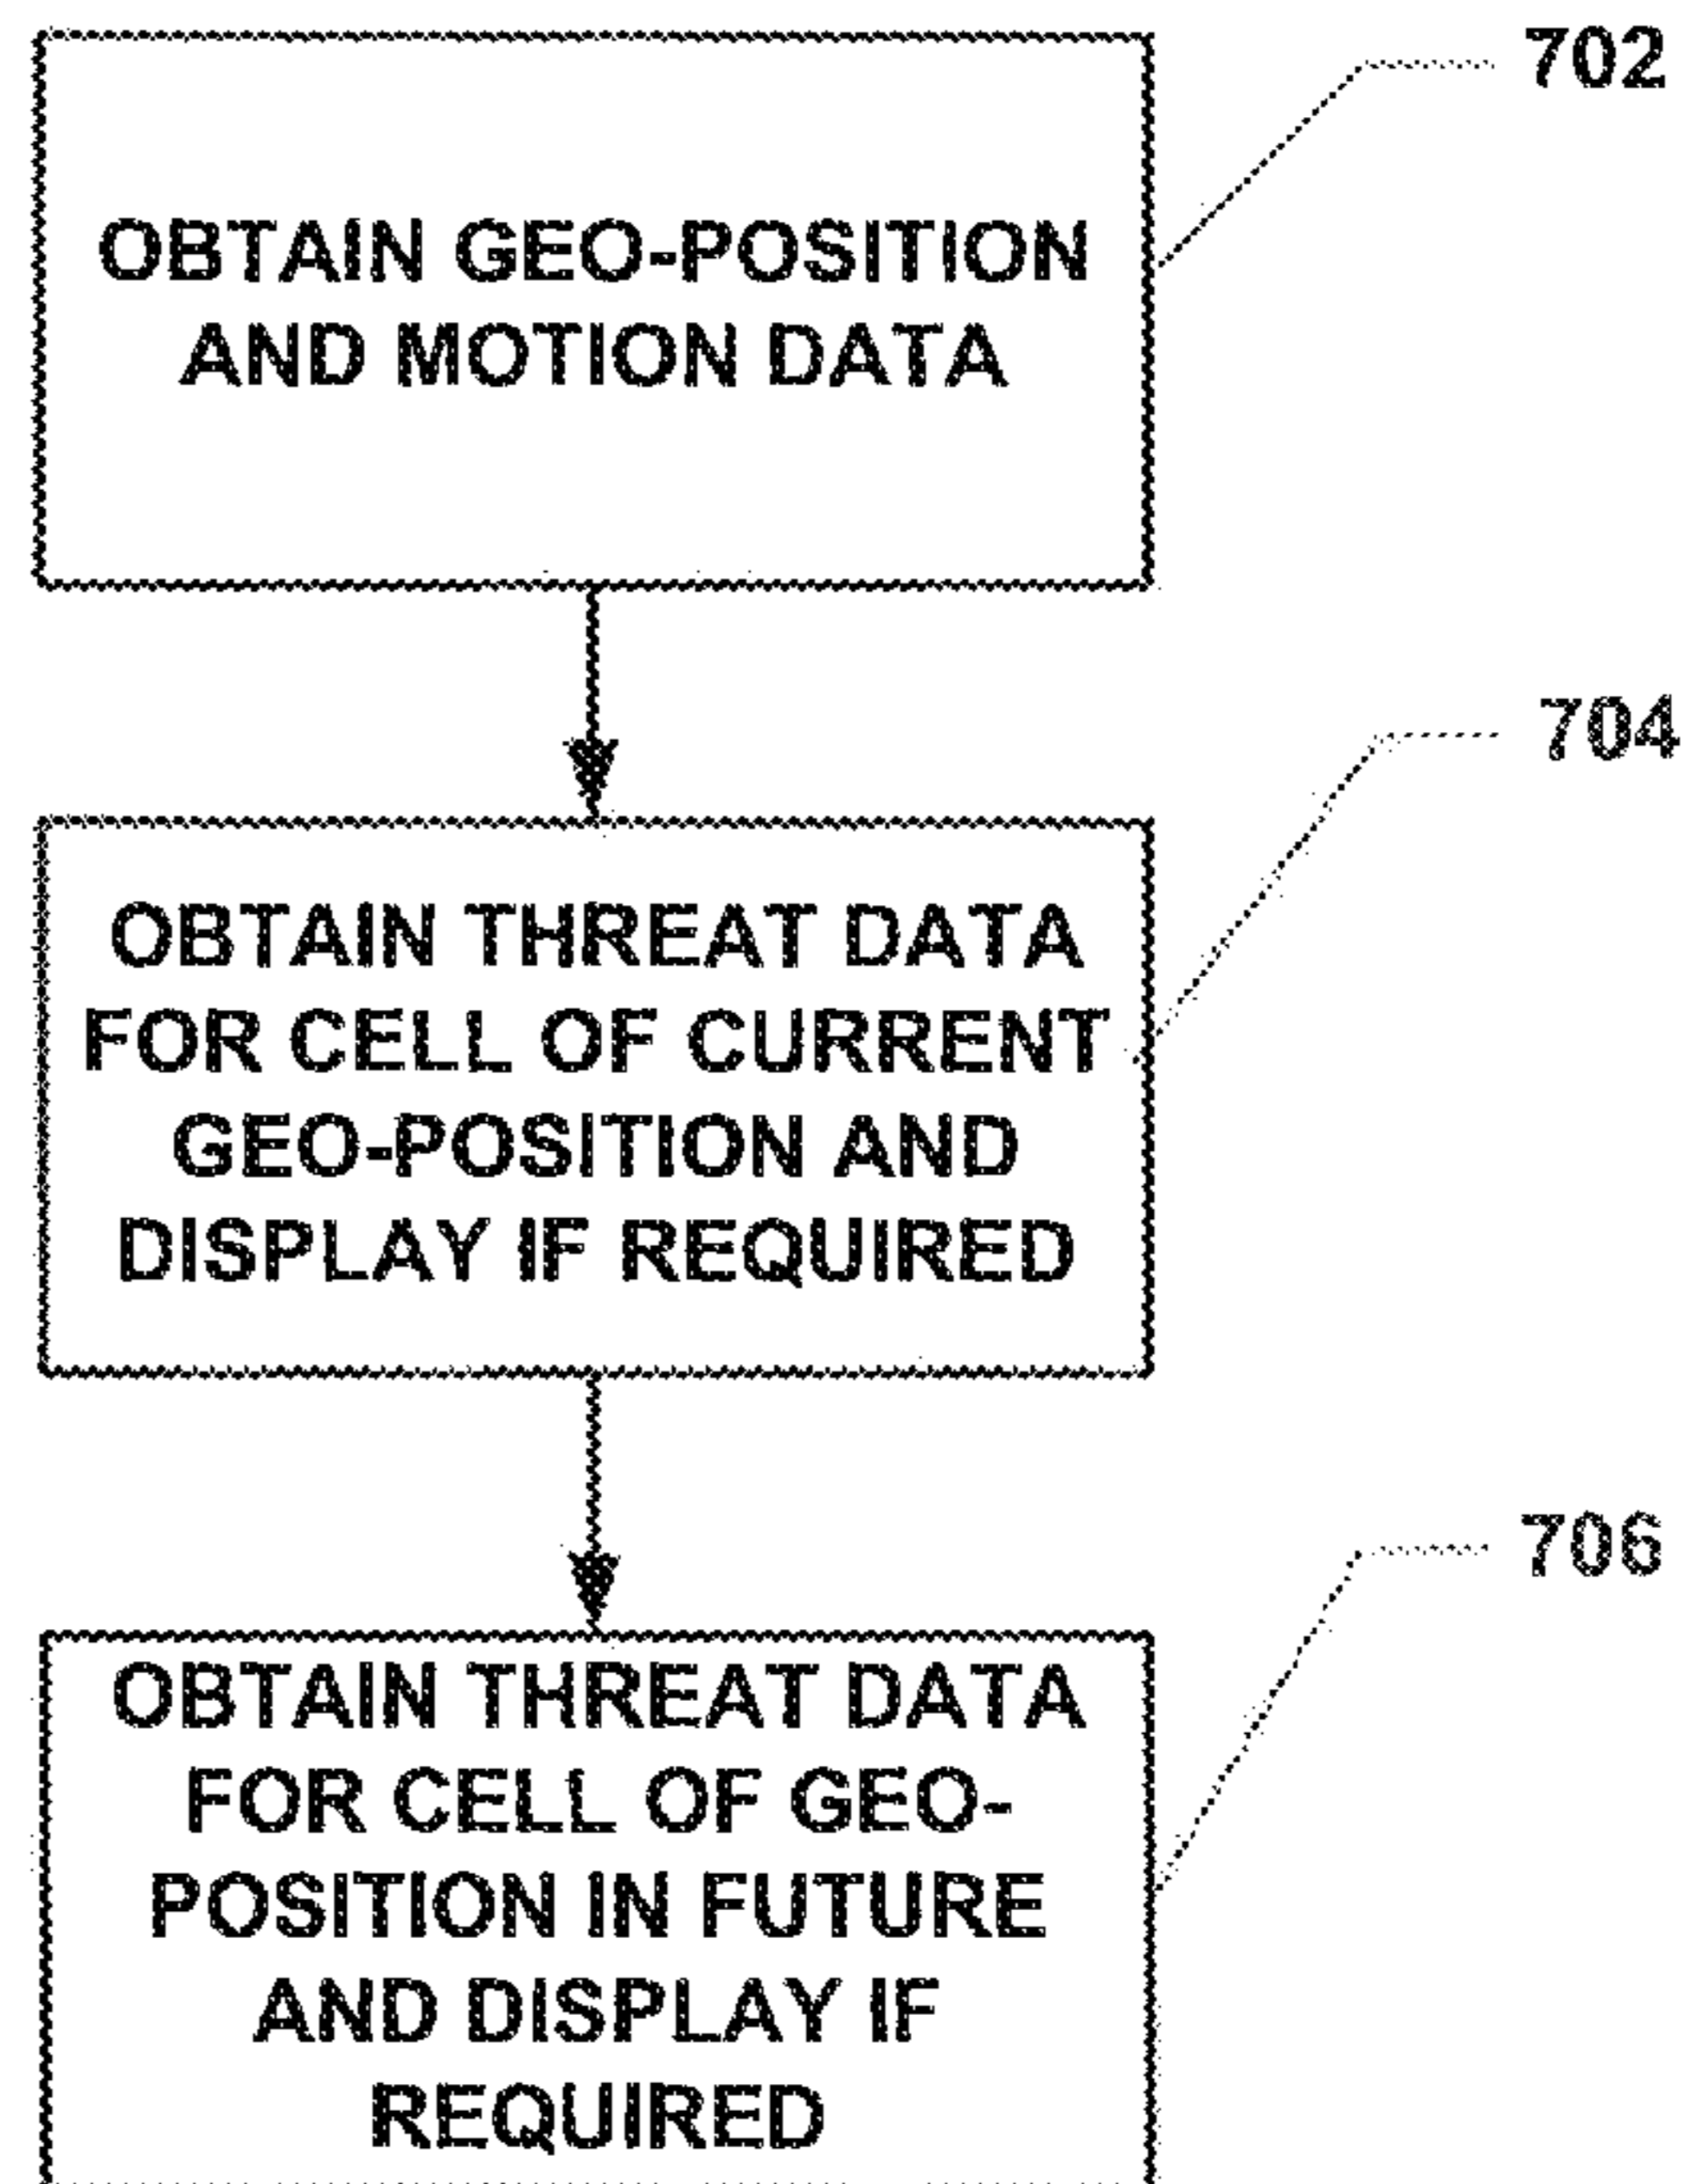 702
OBTAIN GEO-POSITION
AND MOTION DATA
704
OBTAIN THREAT DATA
FOR CELL OF CURRENT
GEO-POSITION AND
DISPLAY IF REQUIRED
706
OBTAIN THREAT DATA
FOR CELL OF GEO-
POSITION IN FUTURE
AND DISPLAY IF
REQUIRED